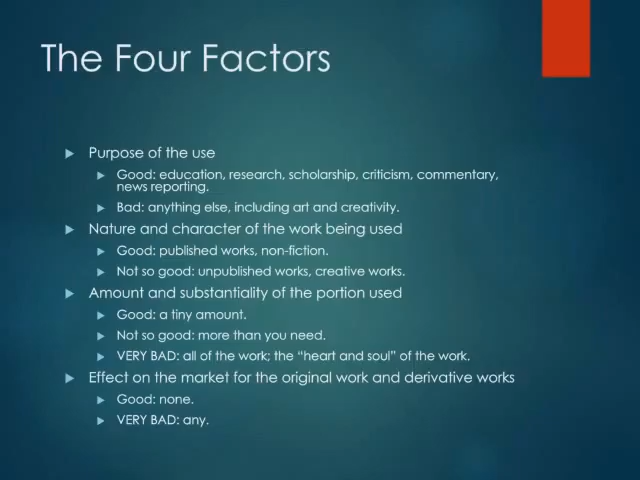 The Four Factors
Purpose of the use
Good: education, research, scholarship, criticism, commentary,
news reporting.
Bad: anything else, including art and creativity.
Nature and character of the work being used
Good: published works, non-fiction.
Not so good: unpublished works, creative works.
Amount and substantiality of the portion used
Good: a tiny amount.
Not so good: more than you need.
VERY BAD: all of the work; the “heart and soul” of the work.
Effect on the market for the original work and derivative works
Good: none.
VERY BAD: any.